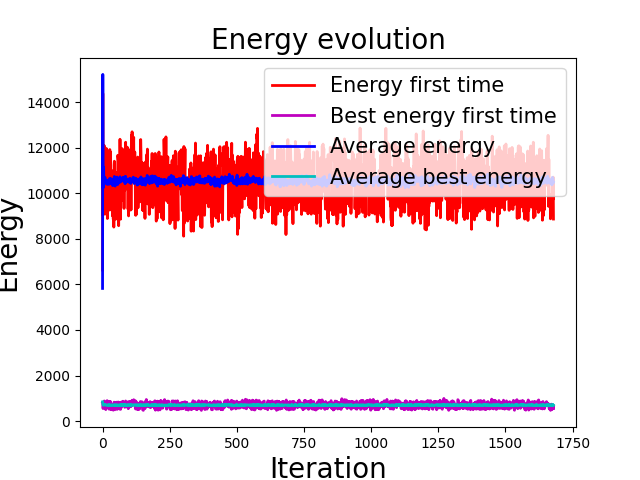 Energy evolution
Energy first time
Best energy first time
Average energy
Average best energy
Energy
14000
12000
10000
8000
6000
4000
2000
0
0 250 500 750 1000 1250 1500 1750
Iteration